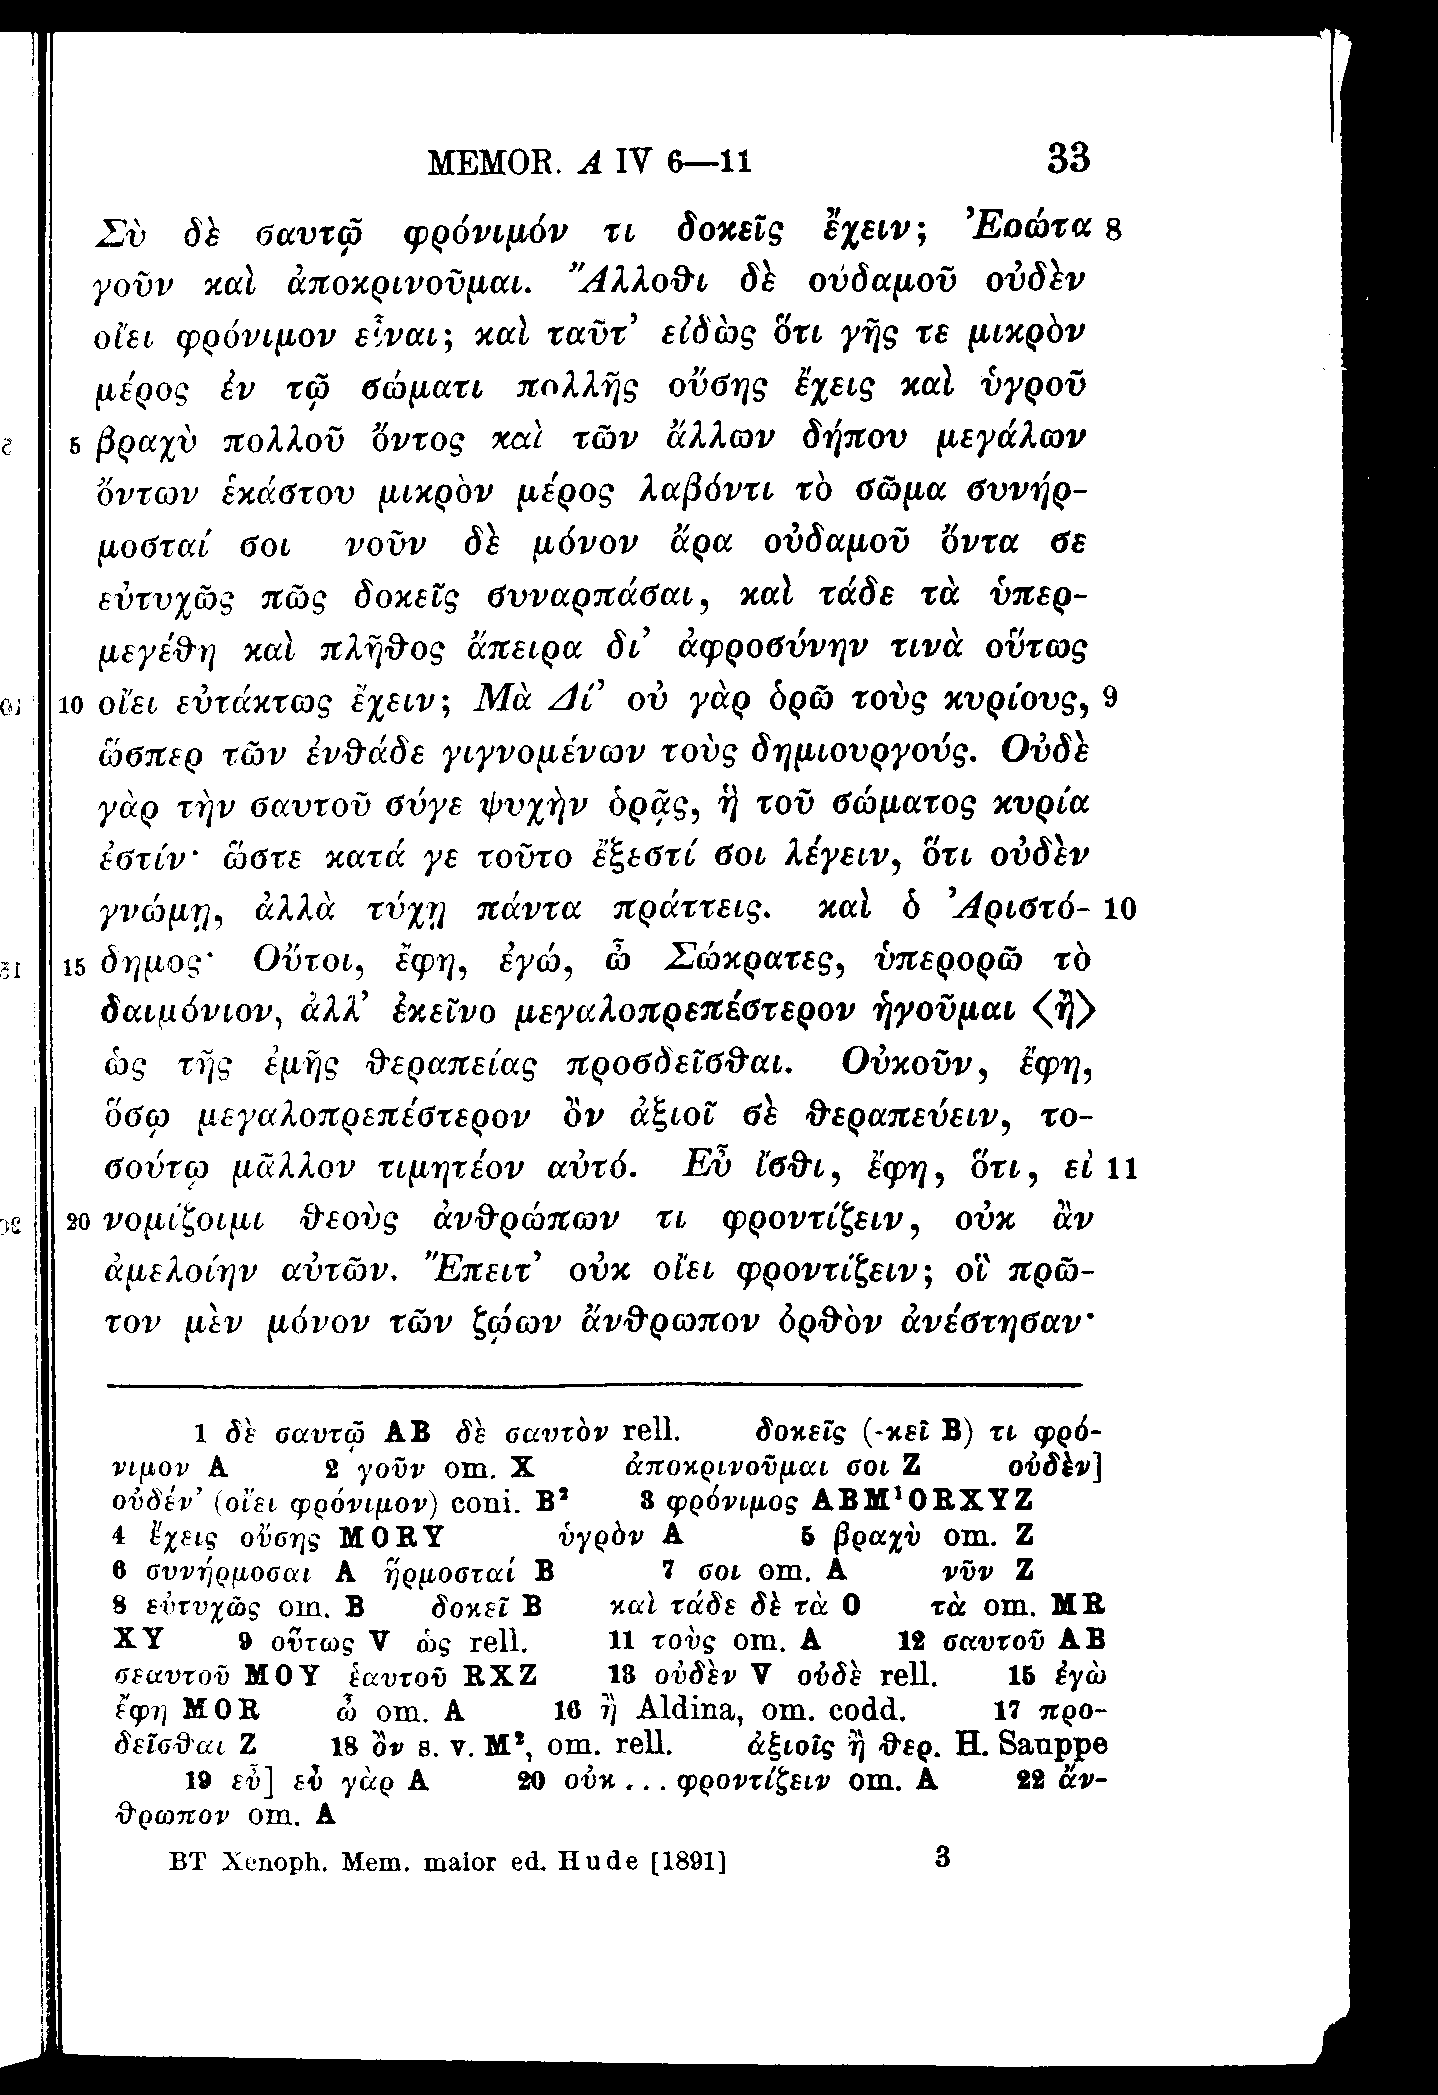 MEMOR. Α IV 6—11 33
Σὺ δὲ σαυτῷ φρόνιμόν τι δοκεῖς ἔχειν; Ἐρώτα 8
γοῦν καὶ ἀποκρινοῦμαι. Ἄλλοθι δὲ οὐδαμοῦ οὐδὲν
οἴει φρόνιμον εἶναι; καὶ ταῦτ’ εἰδὼς ὅτι γῆς τε μικρὸν
μέρος ἐν τῷ σώματι πολλῆς οὔσης ἔχεις καὶ ὑγροῦ
5 βραχὺ πολλοῦ ὄντος καὶ τῶν ἄλλων δήπου μεγάλων
ὄντων ἑκάστου μικρὸν μέρος λαβόντι τὸ σῶμα συνήρ-
μοσταί σοι νοῦν δὲ μόνον ἄρα οὐδαμοῦ ὄντα σε
εὐτυχῶς πῶς δοκεῖς συναρπάσαι, καὶ τάδε τὰ ὑπερ-
μεγέθη καὶ πλῆθος ἄπειρα δι’ ἀφροσύνην τινὰ οὕτως
10 οἴει εὐτάκτως ἔχειν; Μὰ Δί’ οὐ γὰρ ὁρῶ τοὺς κυρίους, 9
ὥσπερ τῶν ἐνθάδε γιγνομένων τοὺς δημιουργούς. Οὐδὲ
γὰρ τὴν σαυτοῦ σύγε ψυχὴν ὁρᾷς, ἣ τοῦ σώματος κυρία
ἐστίν· ὥστε κατά γε τοῦτο ἔξεστί σοι λέγειν, ὅτι οὐδὲν
γνώμῃ, ἀλλὰ τύχῃ πάντα πράττεις. καὶ ὁ Ἀριστό- 10
15 δημος· Οὔτοι, ἔφη, ἐγώ, ὦ Σώκρατες, ὑπερορῶ τὸ
δαιμόνιον, ἀλλ’ ἐκεῖνο μεγαλοπρεπέστερον ἡγοῦμαι ⟨ἢ⟩
ὡς τῆς ἐμῆς θεραπείας προσδεῖσθαι. Οὐκοῦν, ἔφη,
ὅσῳ μεγαλοπρεπέστερον ὂν ἀξιοῖ σὲ θεραπεύειν, το-
σούτῳ μᾶλλον τιμητέον αὐτό. Εὖ ἴσθι, ἔφη, ὅτι, εἰ 11
20 νομίζοιμι θεοὺς ἀνθρώπων τι φροντίζειν, οὐκ ἂν
ἀμελοίην αὐτῶν. Ἔπειτ’ οὐκ οἴει φροντίζειν; οἳ πρῶ-
τον μὲν μόνον τῶν ζῴων ἄνθρωπον ὀρθὸν ἀνέστησαν·
1 δὲ σαυτῷ AB δὲ σαυτὸν rell. δοκεῖς (-κεῖ B) τι φρό-
νιμον A 2 γοῦν om. X ἀποκρινοῦμαι σοι Z οὐδὲν]
οὐδέν’ (οἴει φρόνιμον) coni. B² 3 φρόνιμος ABM¹ORXYZ
4 ἔχεις οὔσης MORY ὑγρὸν A 5 βραχὺ om. Z
6 συνήρμοσαι A ἥρμοσταί B 7 σοι om. A νῦν Z
8 εὐτυχῶς om. B δοκεῖ B καὶ τάδε δὲ τὰ O τὰ om. MR
XY 9 οὕτως V ὡς rell. 11 τοὺς om. A 12 σαυτοῦ AB
σεαυτοῦ MOY ἑαυτοῦ RXZ 13 οὐδὲν V οὐδὲ rell. 15 ἐγὼ
ἔφη MOR ὦ om. A 16 ἢ Aldina, om. codd. 17 προ-
δεῖσθαι Z 18 ὂν s. v. M², om. rell. ἀξιοῖς ἢ θερ. H. Sauppe
19 εὖ] εὖ γὰρ A 20 οὐκ ... φροντίζειν om. A 22 ἄν-
θρωπον om. A
BT Xenoph. Mem. maior ed. Hude [1891] 3